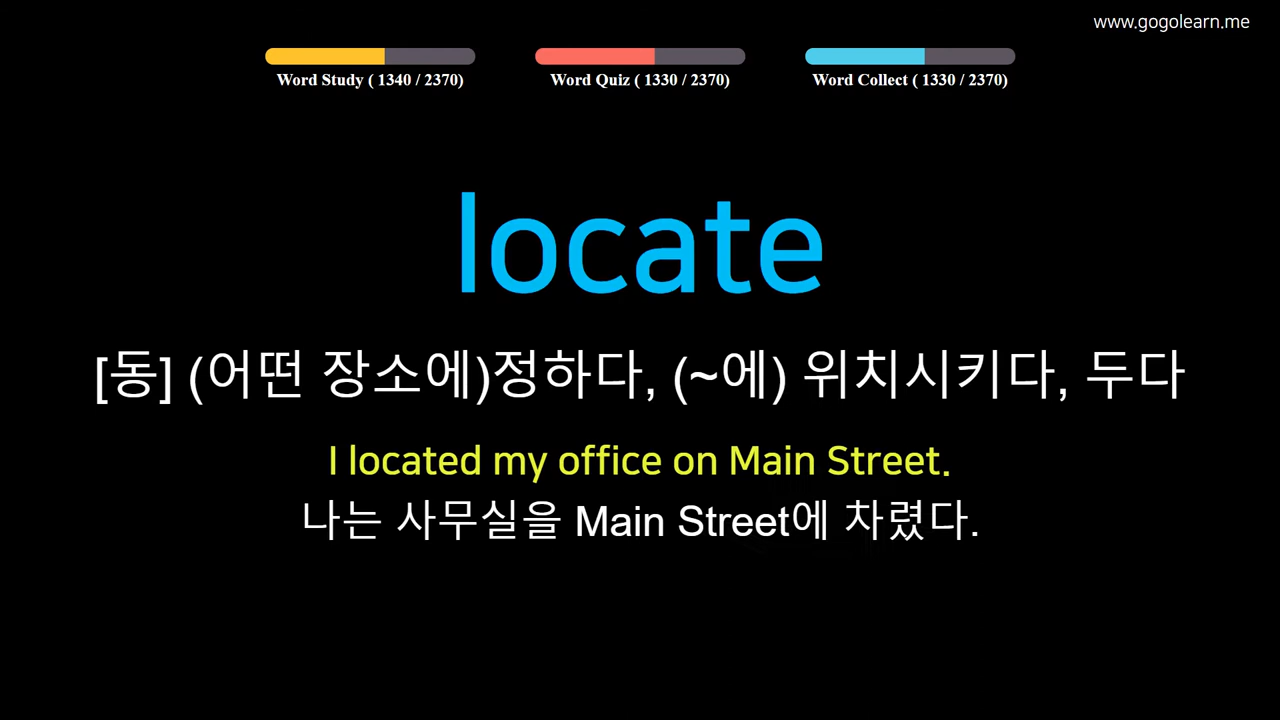 www.gogolearn.me
Word Study ( 1340 / 2370)
Word Quiz ( 1330 / 2370)
Word Collect ( 1330 / 2370)
locate
[동] (어떤 장소에)정하다, (~에) 위치시키다, 두다
I located my office on Main Street.
나는 사무실을 Main Street에 차렸다.